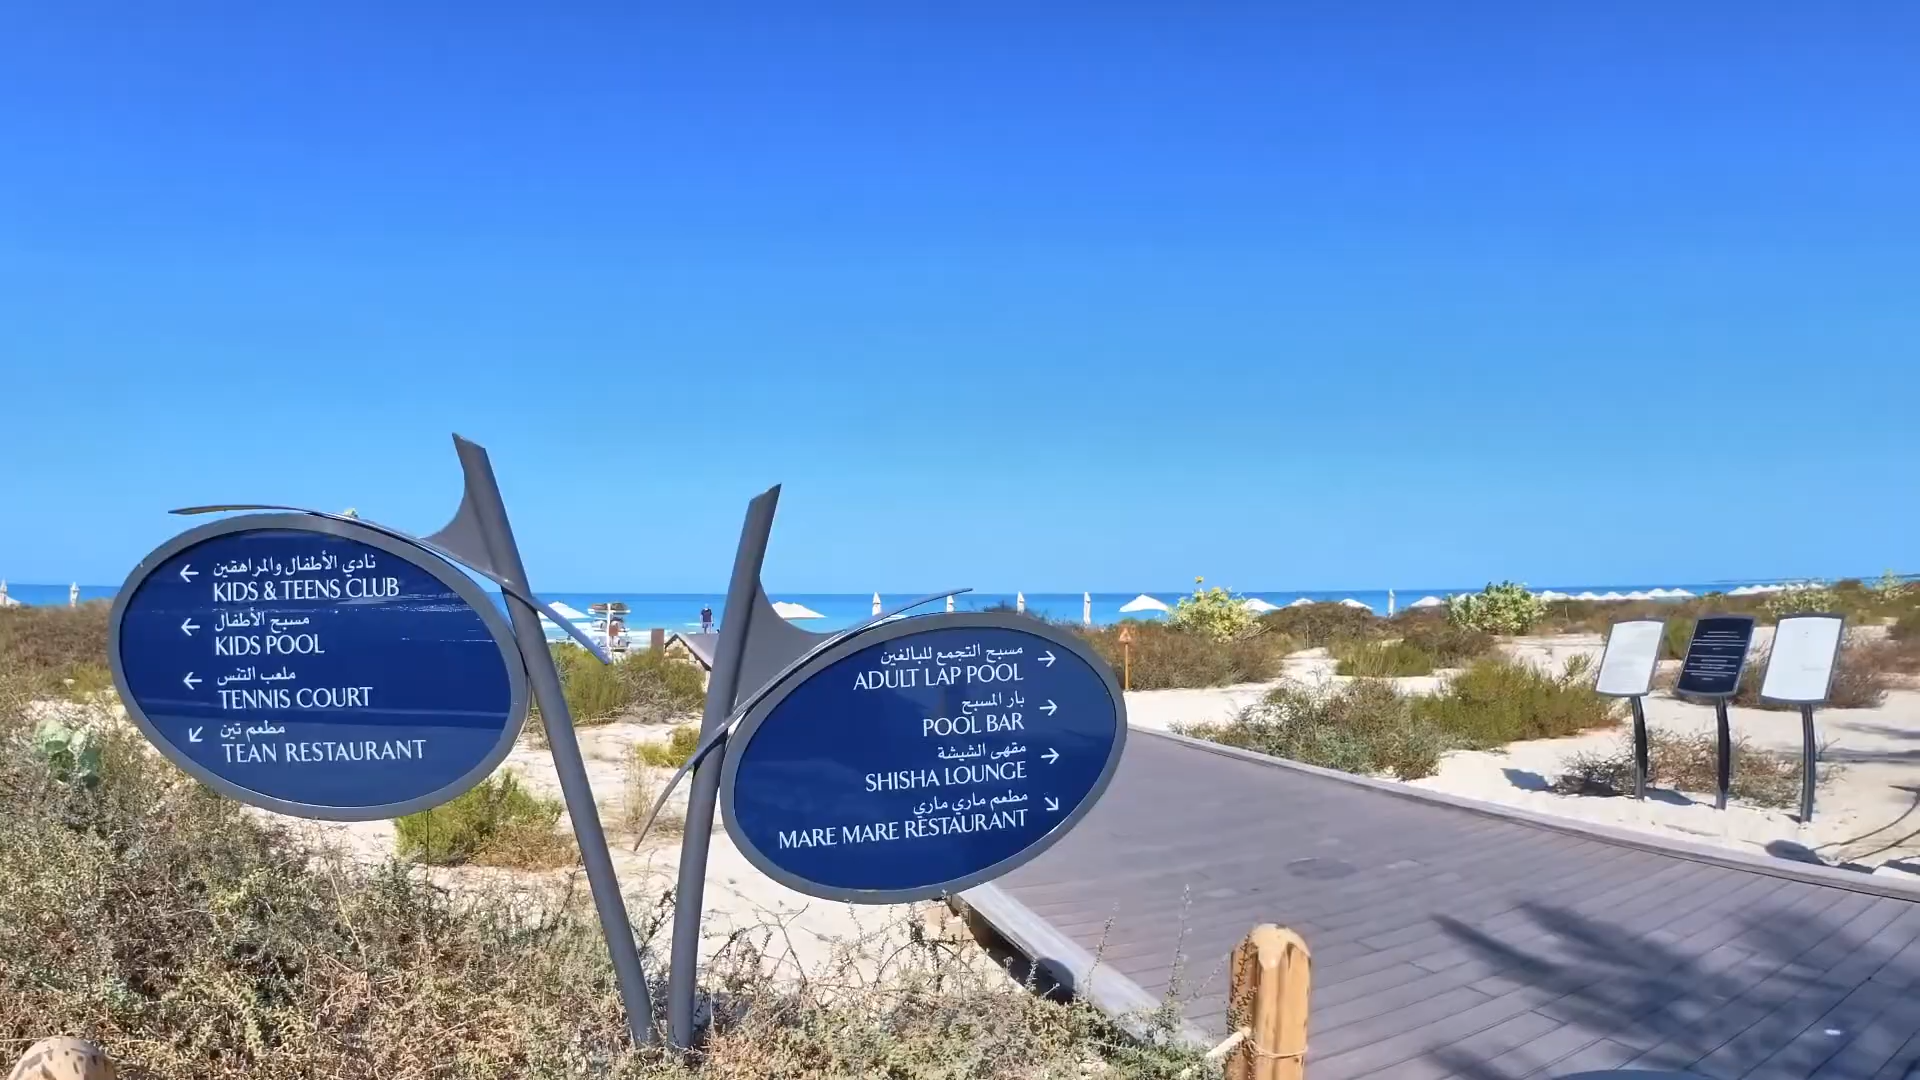 نادي الأطفال والمراهقين
KIDS & TEENS CLUB
مسبح الأطفال
KIDS POOL
ملعب التنس
TENNIS COURT
مطعم تين
TEAN RESTAURANT
مسبح التجمع للبالغين
ADULT LAP POOL
بار المسبح
POOL BAR
مقهى الشيشة
SHISHA LOUNGE
مطعم ماري ماري
MARE MARE RESTAURANT